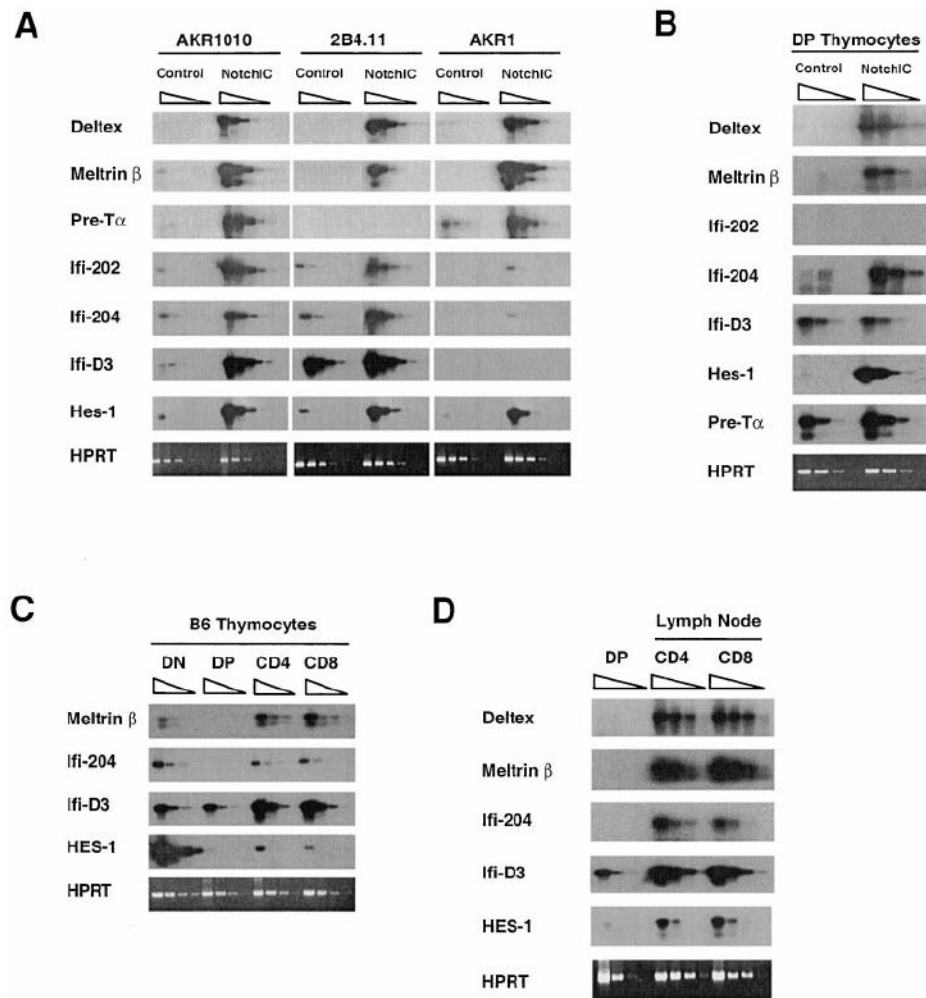 A
AKR1010 2B4.11 AKR1
Control NotchIC Control NotchIC Control NotchIC
Deltex
Meltrin β
Pre-Tα
Ifi-202
Ifi-204
Ifi-D3
Hes-1
HPRT
B
DP Thymocytes
Control NotchIC
Deltex
Meltrin β
Ifi-202
Ifi-204
Ifi-D3
Hes-1
Pre-Tα
HPRT
C
B6 Thymocytes
DN DP CD4 CD8
Meltrin β
Ifi-204
Ifi-D3
HES-1
HPRT
D
Lymph Node
DP CD4 CD8
Deltex
Meltrin β
Ifi-204
Ifi-D3
HES-1
HPRT